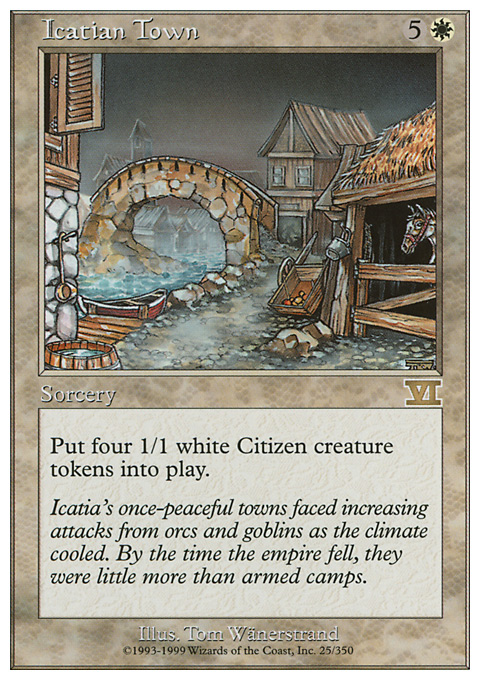 Icatian Town 5
Sorcery VI
Put four 1/1 white Citizen creature
tokens into play.
Icatia's once-peaceful towns faced increasing
attacks from orcs and goblins as the climate
cooled. By the time the empire fell, they
were little more than armed camps.
Illus. Tom Wänerstrand
©1993-1999 Wizards of the Coast, Inc. 25/350